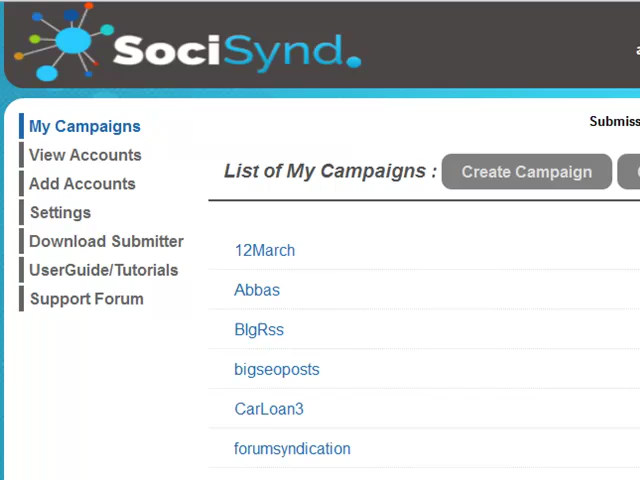 SociSynd.
My Campaigns
View Accounts
Add Accounts
Settings
Download Submitter
UserGuide/Tutorials
Support Forum
List of My Campaigns :
Create Campaign
12March
Abbas
BlgRss
bigseoposts
CarLoan3
forumsyndication